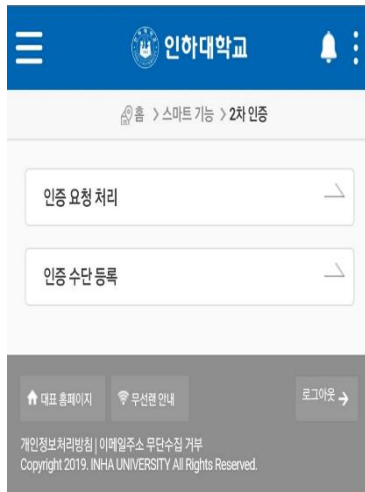 인하대학교
홈 > 스마트 기능 > 2차 인증
인증 요청 처리
인증 수단 등록
대표 홈페이지 무선랜 안내 로그아웃
개인정보처리방침 | 이메일주소 무단수집 거부
Copyright 2019. INHA UNIVERSITY All Rights Reserved.